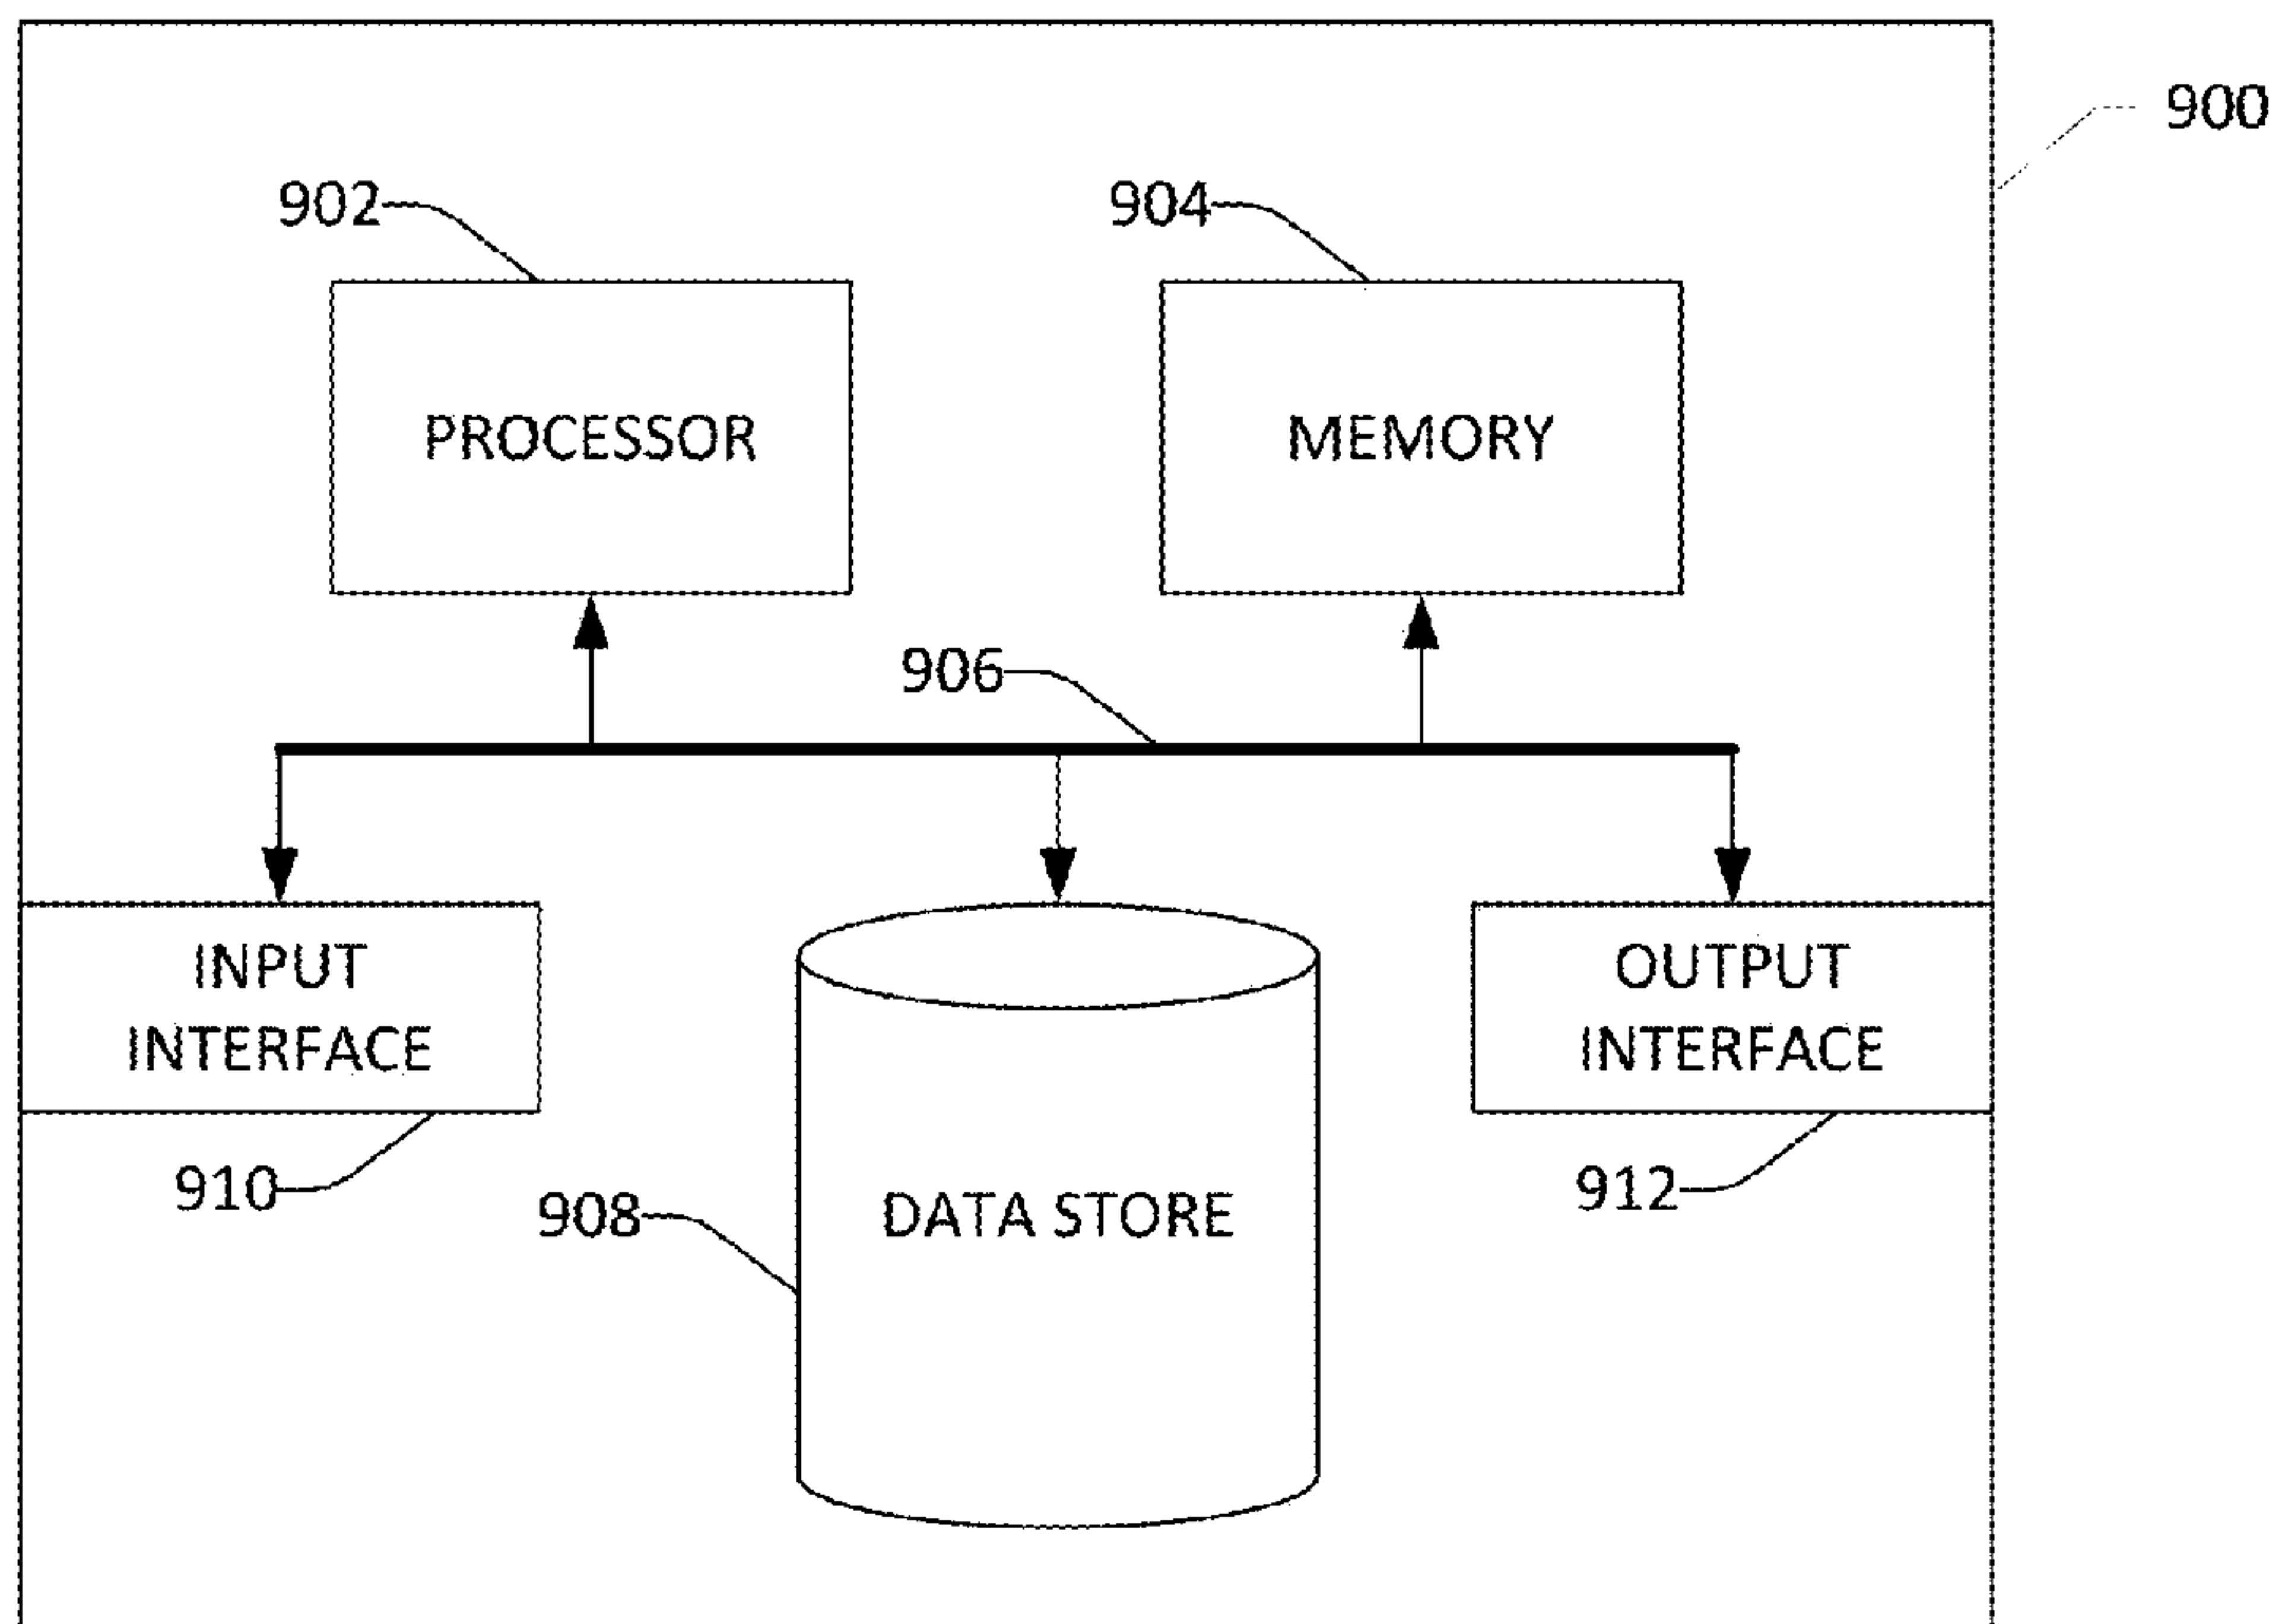 900
902
904
PROCESSOR
MEMORY
906
INPUT
INTERFACE
OUTPUT
INTERFACE
910
908
DATA STORE
912